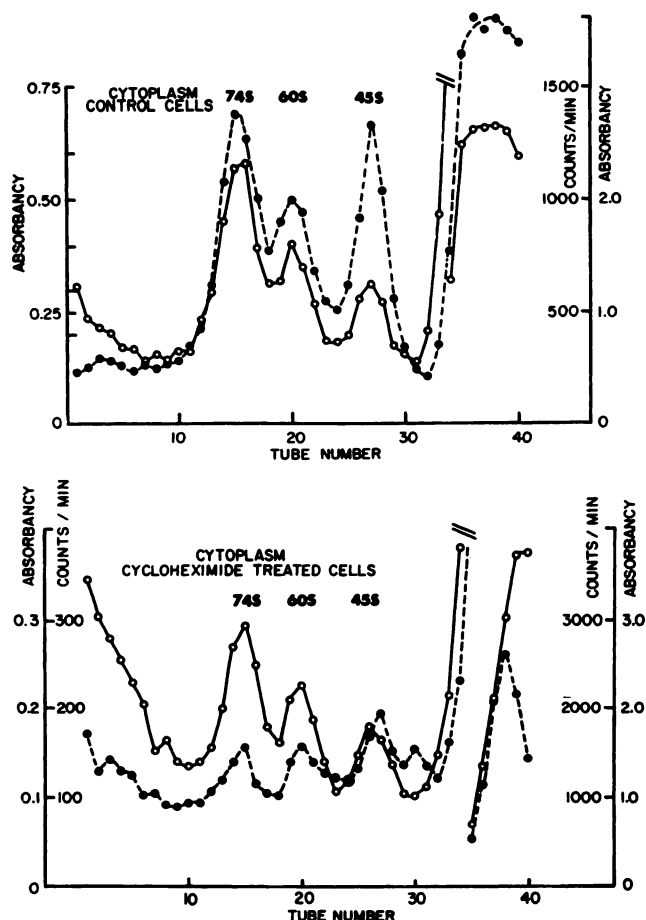 CYTOPLASM
CONTROL CELLS
74S 60S 45S
0.75
0.50
0.25
0
ABSORBANCY
10 20 30 40
TUBE NUMBER
1500
1000
500
COUNTS/MIN
2.0
1.0
0
ABSORBANCY
ABSORBANCY
COUNTS / MIN
CYTOPLASM
CYCLOHEXIMIDE TREATED CELLS
74S 60S 45S
0.3 300
0.2 200
0.1 100
0
10 20 30 40
TUBE NUMBER
COUNTS / MIN
ABSORBANCY
3000 3.0
2000 2.0
1000 1.0
0